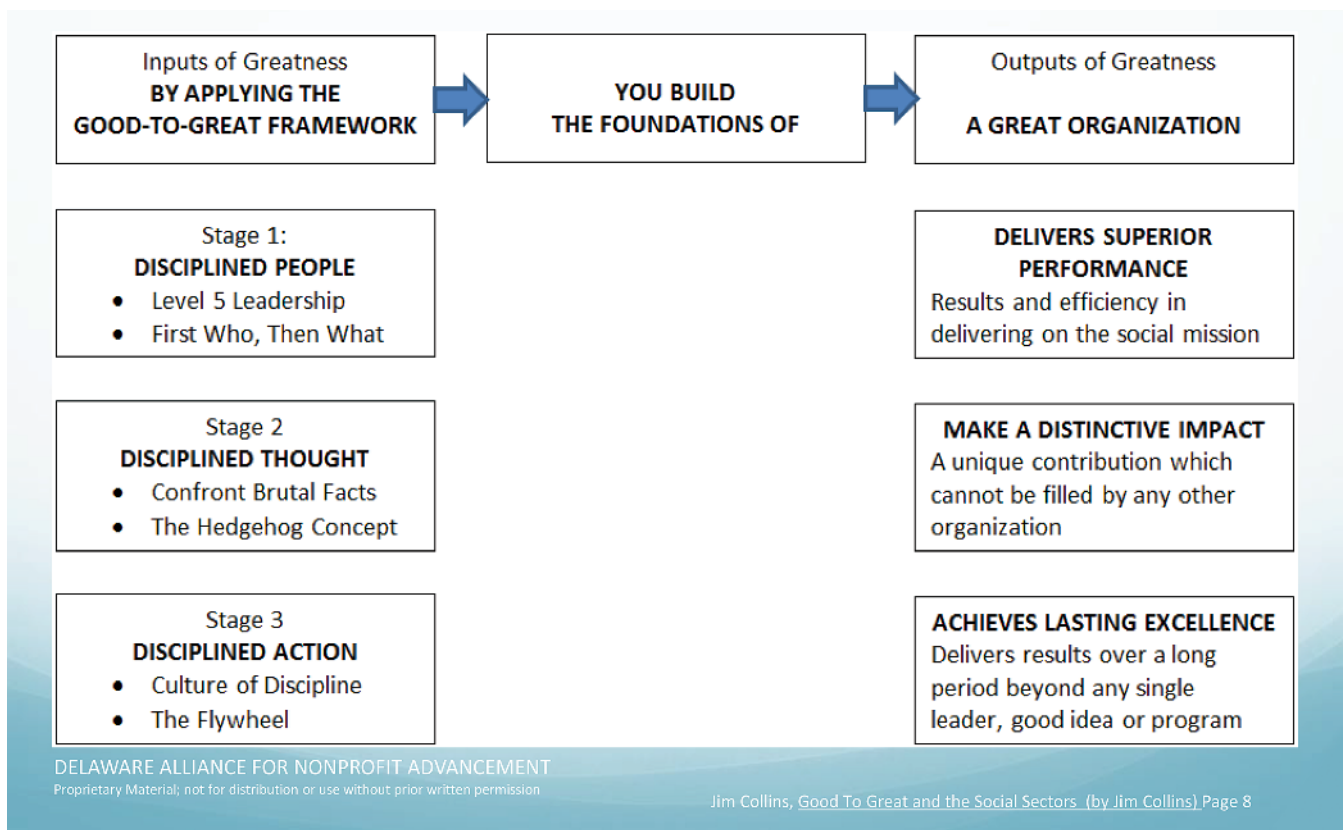 Inputs of Greatness
BY APPLYING THE
GOOD-TO-GREAT FRAMEWORK
YOU BUILD
THE FOUNDATIONS OF
Outputs of Greatness
A GREAT ORGANIZATION
Stage 1:
DISCIPLINED PEOPLE
• Level 5 Leadership
• First Who, Then What
DELIVERS SUPERIOR
PERFORMANCE
Results and efficiency in
delivering on the social mission
Stage 2
DISCIPLINED THOUGHT
• Confront Brutal Facts
• The Hedgehog Concept
MAKE A DISTINCTIVE IMPACT
A unique contribution which
cannot be filled by any other
organization
Stage 3
DISCIPLINED ACTION
• Culture of Discipline
• The Flywheel
ACHIEVES LASTING EXCELLENCE
Delivers results over a long
period beyond any single
leader, good idea or program
DELAWARE ALLIANCE FOR NONPROFIT ADVANCEMENT
Proprietary Material; not for distribution or use without prior written permission
Jim Collins, Good To Great and the Social Sectors (by Jim Collins) Page 8